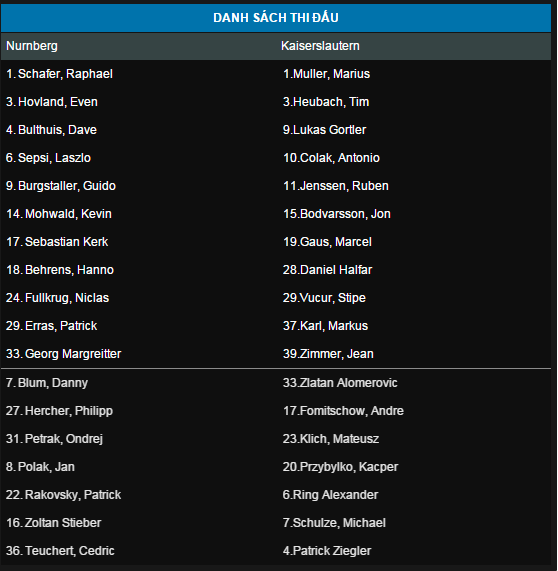 DANH SÁCH THI ĐẤU
Nurnberg Kaiserslautern
1. Schafer, Raphael 1.Muller, Marius
3. Hovland, Even 3.Heubach, Tim
4. Bulthuis, Dave 9.Lukas Gortler
6. Sepsi, Laszlo 10.Colak, Antonio
9. Burgstaller, Guido 11.Jenssen, Ruben
14. Mohwald, Kevin 15.Bodvarsson, Jon
17. Sebastian Kerk 19.Gaus, Marcel
18. Behrens, Hanno 28.Daniel Halfar
24. Fullkrug, Niclas 29.Vucur, Stipe
29. Erras, Patrick 37.Karl, Markus
33. Georg Margreitter 39.Zimmer, Jean
7. Blum, Danny 33.Zlatan Alomerovic
27. Hercher, Philipp 17.Fomitschow, Andre
31. Petrak, Ondrej 23.Klich, Mateusz
8. Polak, Jan 20.Przybylko, Kacper
22. Rakovsky, Patrick 6.Ring Alexander
16. Zoltan Stieber 7.Schulze, Michael
36. Teuchert, Cedric 4.Patrick Ziegler